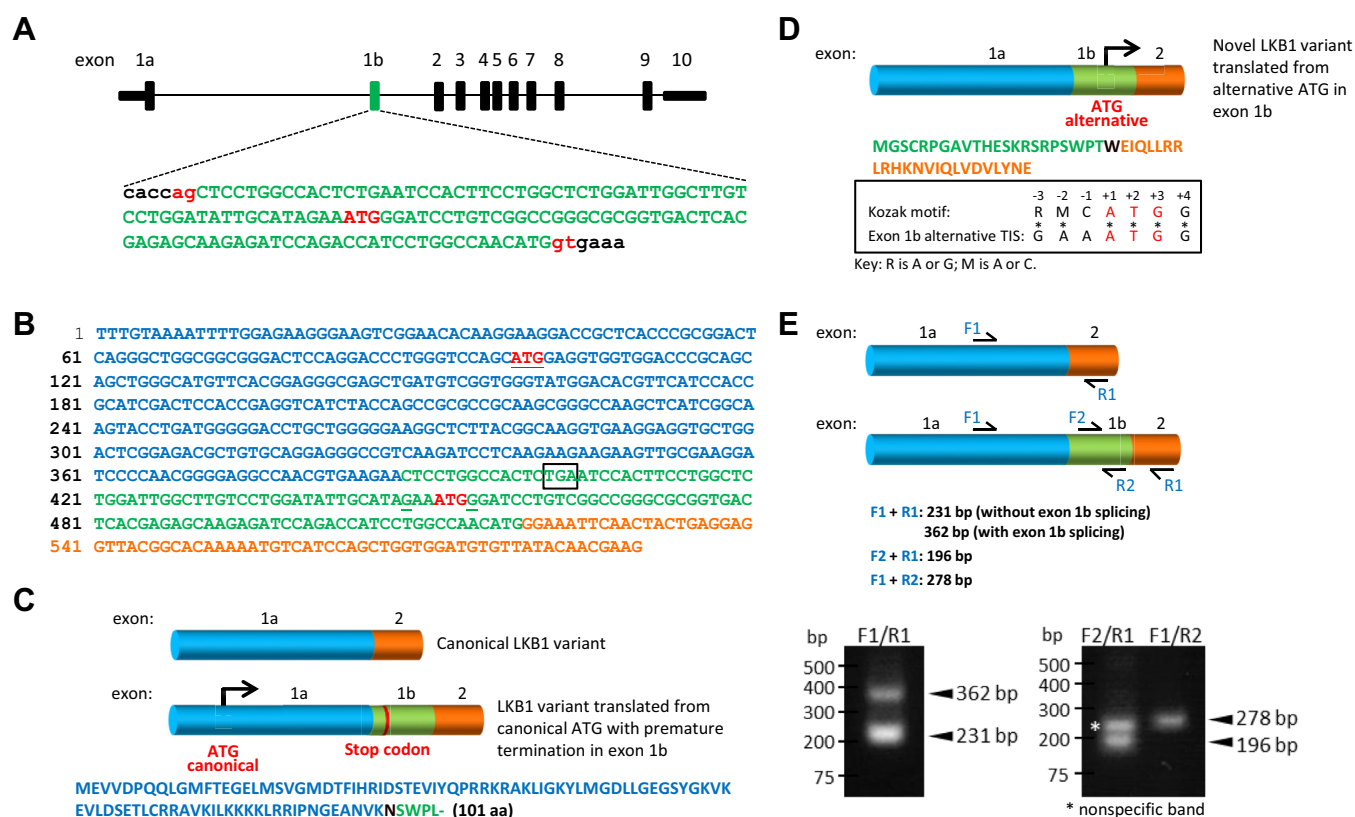 A
exon 1a 1b 2 3 4 5 6 7 8 9 10
caccagCTCCTGGCCACTCTGAATCCACTTCCTGGCTCTGGATTGGCTTGT
CCTGGATATTGCATAGAAATGGGATCCTGTCGGCCGGGCGCGGTGACTCAC
GAGAGCAAGAGATCCAGACCATCCTGGCCAACATGgtgaaa
B
1 TTTGTAAAATTTTGGAGAAGGGAAGTCGGAACACAAGGAAGGACCGCTCACCCGCGGACT
61 CAGGGCTGGCGGCGGGACTCCAGGACCCTGGGTCCAGCATGGAGGTGGTGGACCCGCAGC
121 AGCTGGGCATGTTCACGGAGGGCGAGCTGATGTCGGTGGGTATGGACACGTTCATCCACC
181 GCATCGACTCCACCGAGGTCATCTACCAGCCGCGCCGCAAGCGGGCCAAGCTCATCGGCA
241 AGTACCTGATGGGGGACCTGCTGGGGGAAGGCTCTTACGGCAAGGTGAAGGAGGTGCTGG
301 ACTCGGAGACGCTGTGCAGGAGGGCCGTCAAGATCCTCAAGAAGAAGAAGTTGCGAAGGA
361 TCCCCAACGGGGAGGCCAACGTGAAGAACTCCTGGCCACTCTGAATCCACTTCCTGGCTC
421 TGGATTGGCTTGTCCTGGATATTGCATAGAAATGGGATCCTGTCGGCCGGGCGCGGTGAC
481 TCACGAGAGCAAGAGATCCAGACCATCCTGGCCAACATGGGAAATTCAACTACTGAGGAG
541 GTTACGGCACAAAAATGTCATCCAGCTGGTGGATGTGTTATACAACGAAG
C
exon: 1a 2
Canonical LKB1 variant
exon: 1a 1b 2
LKB1 variant translated from
canonical ATG with premature
termination in exon 1b
ATG
canonical
Stop codon
MEVVDPQQLGMFTEGELMSVGMDTFIHRIDSTEVIYQPRRKRAKLIGKYLMGDLLGEGSYGKVK
EVLDSETLCRRAVKILKKKKLRRIPNGEANVKNSWPL- (101 aa)
D
exon: 1a 1b 2
Novel LKB1 variant
translated from
alternative ATG in
exon 1b
ATG
alternative
MGSCRPGAVTHESKRSRPSWPTWEIQLLRR
LRHKNVIQLVDVLYNE
-3 -2 -1 +1 +2 +3 +4
Kozak motif: R M C A T G G
* * * * * *
Exon 1b alternative TIS: G A A A T G G
Key: R is A or G; M is A or C.
E
exon: 1a F1 2
R1
exon: 1a F1 F2 1b 2
R2 R1
F1 + R1: 231 bp (without exon 1b splicing)
362 bp (with exon 1b splicing)
F2 + R1: 196 bp
F1 + R2: 278 bp
bp F1/R1
500
400
300
200
75
362 bp
231 bp
bp F2/R1 F1/R2
500
400
300
200
75
*
278 bp
196 bp
* nonspecific band